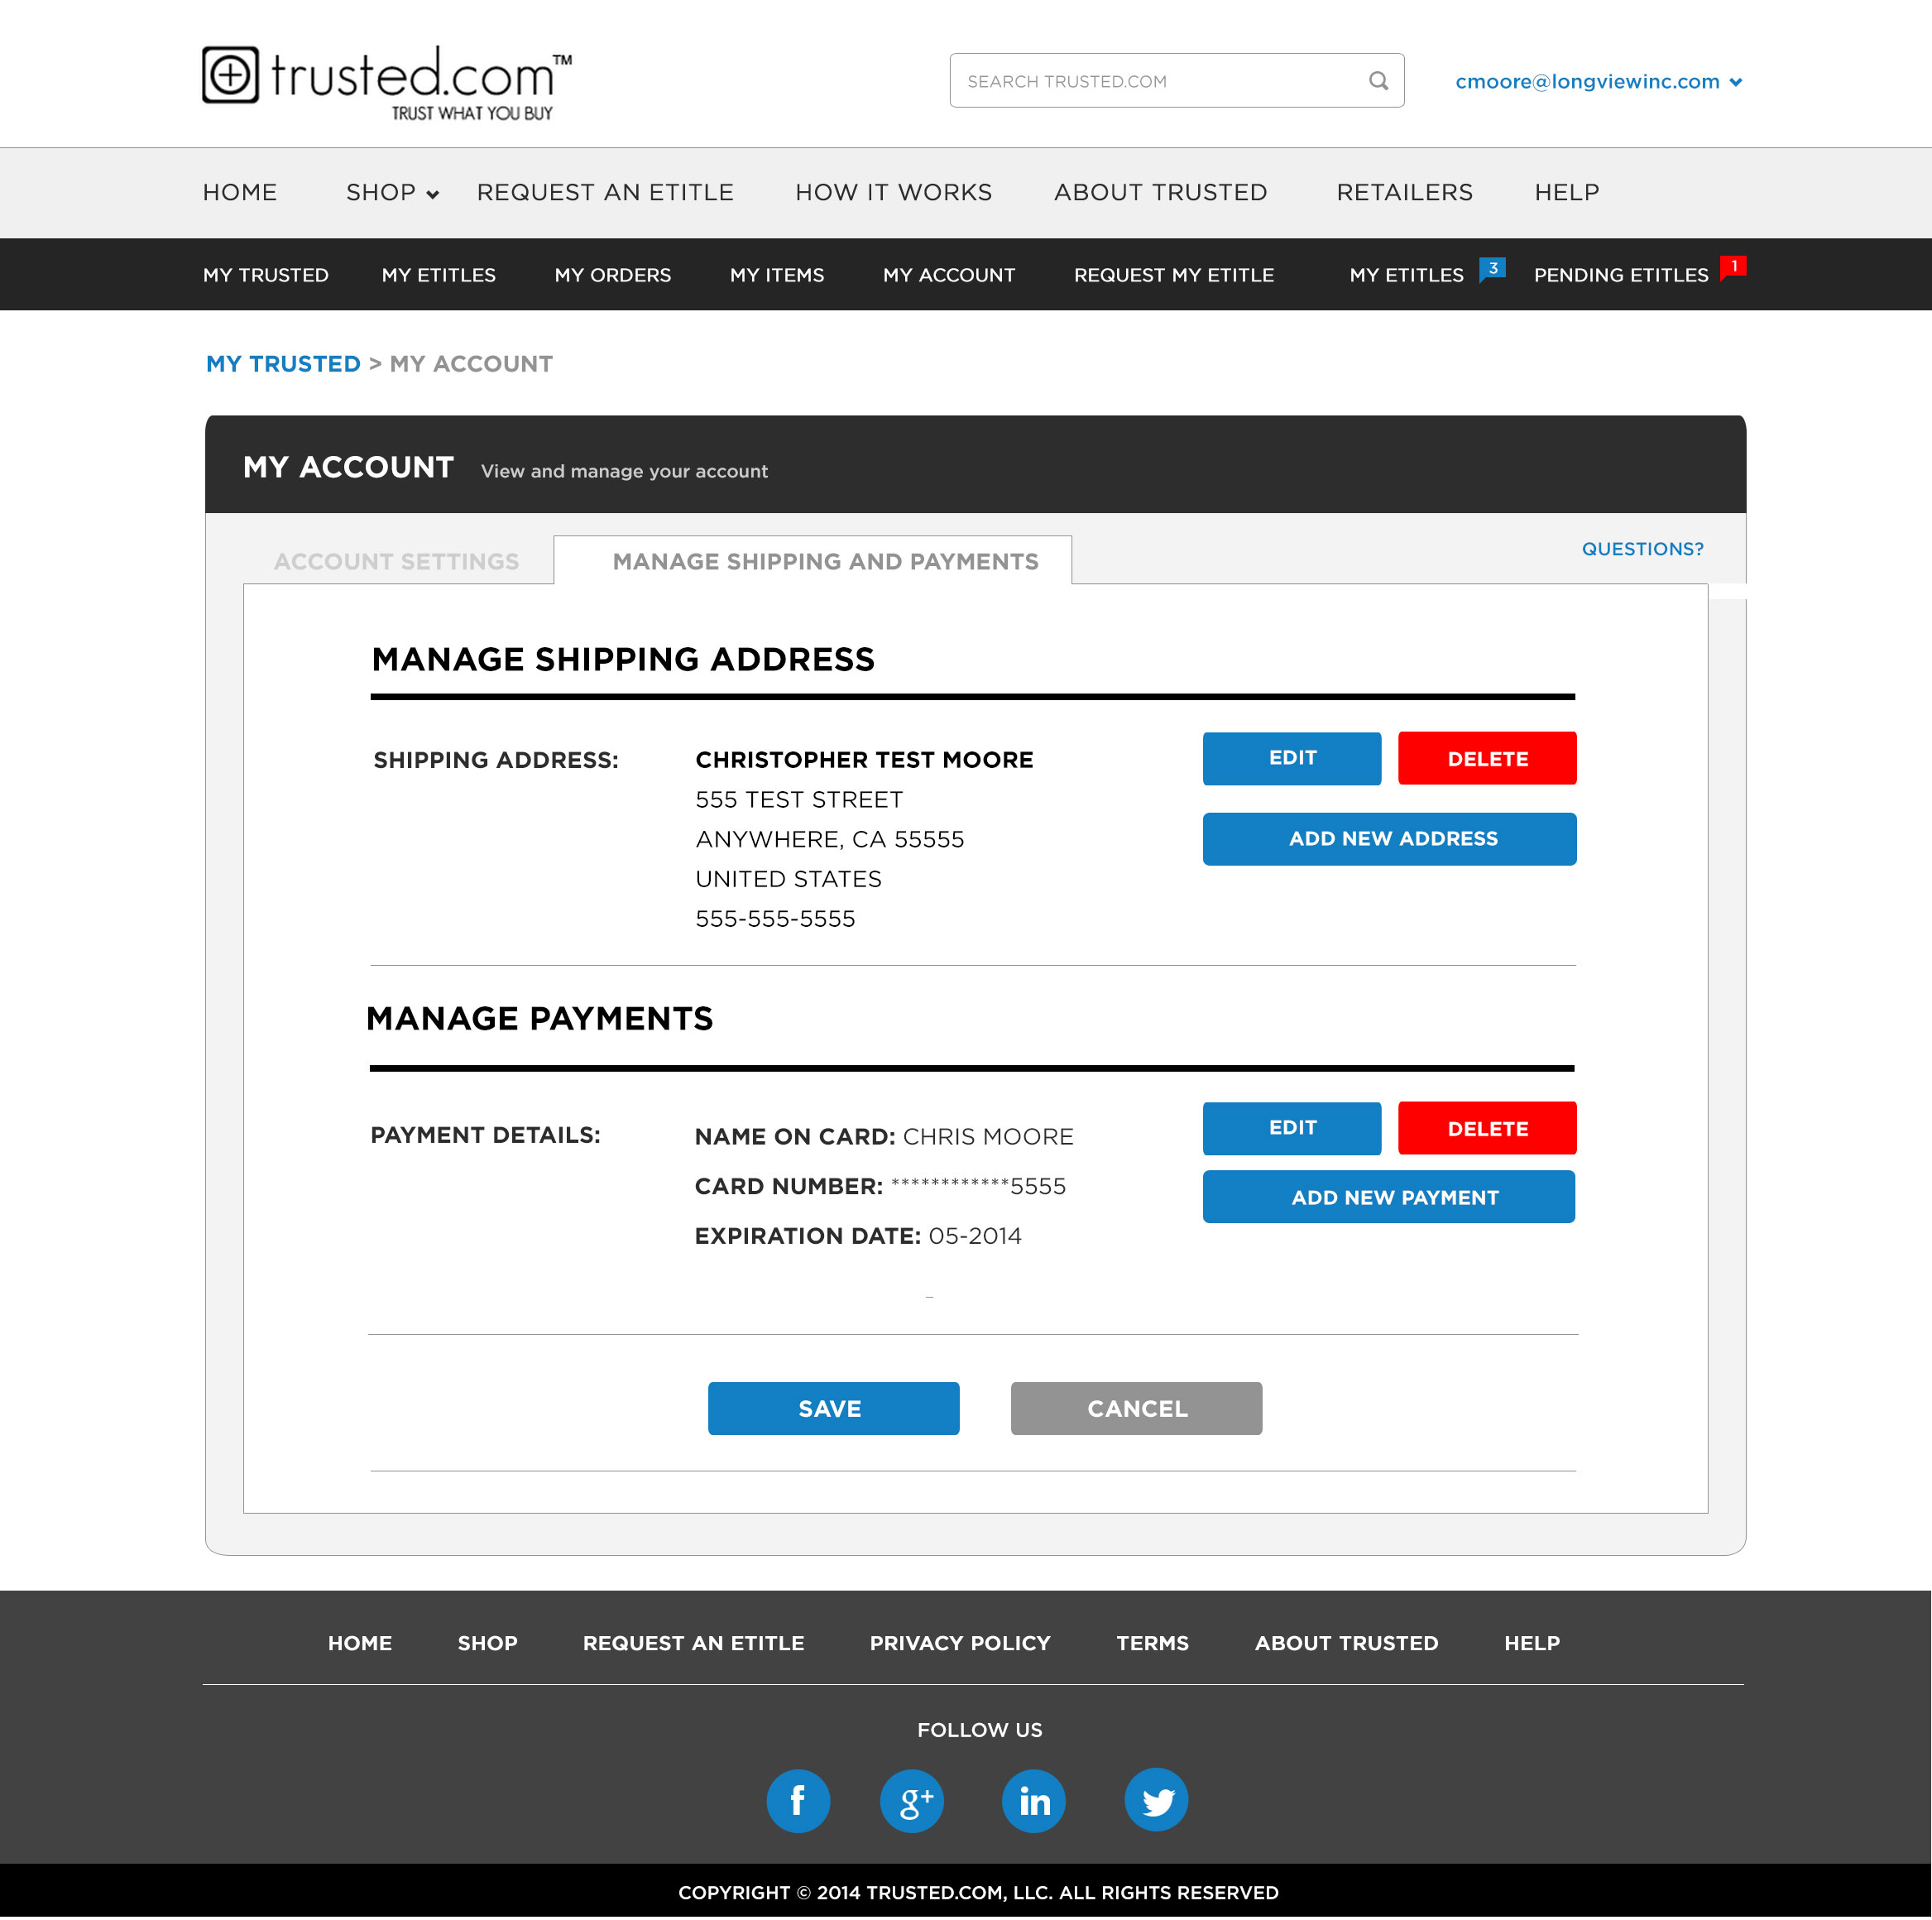 trusted.com™
TRUST WHAT YOU BUY
SEARCH TRUSTED.COM
cmoore@longviewinc.com
HOME SHOP REQUEST AN ETITLE HOW IT WORKS ABOUT TRUSTED RETAILERS HELP
MY TRUSTED MY ETITLES MY ORDERS MY ITEMS MY ACCOUNT REQUEST MY ETITLE MY ETITLES 3 PENDING ETITLES 1
MY TRUSTED > MY ACCOUNT
MY ACCOUNT View and manage your account
ACCOUNT SETTINGS MANAGE SHIPPING AND PAYMENTS QUESTIONS?
MANAGE SHIPPING ADDRESS
SHIPPING ADDRESS: CHRISTOPHER TEST MOORE EDIT DELETE
555 TEST STREET
ANYWHERE, CA 55555 ADD NEW ADDRESS
UNITED STATES
555-555-5555
MANAGE PAYMENTS
PAYMENT DETAILS: NAME ON CARD: CHRIS MOORE EDIT DELETE
CARD NUMBER: ************5555 ADD NEW PAYMENT
EXPIRATION DATE: 05-2014
–
SAVE CANCEL
HOME SHOP REQUEST AN ETITLE PRIVACY POLICY TERMS ABOUT TRUSTED HELP
FOLLOW US
f g+ in
COPYRIGHT © 2014 TRUSTED.COM, LLC. ALL RIGHTS RESERVED